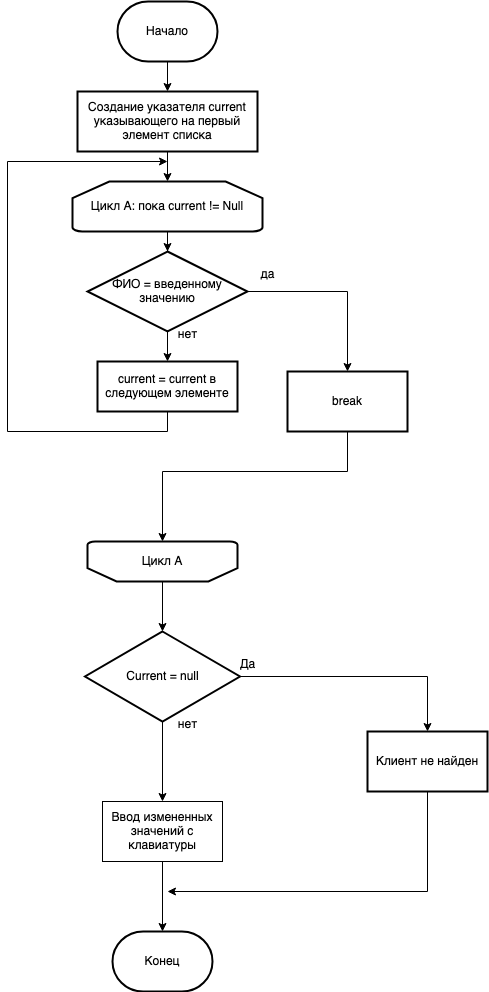 Начало
Создание указателя current
указывающего на первый
элемент списка
Цикл А: пока current != Null
ФИО = введенному
значению
да
нет
current = current в
следующем элементе
break
Цикл А
Current = null
Да
нет
Клиент не найден
Ввод измененных
значений с
клавиатуры
Конец